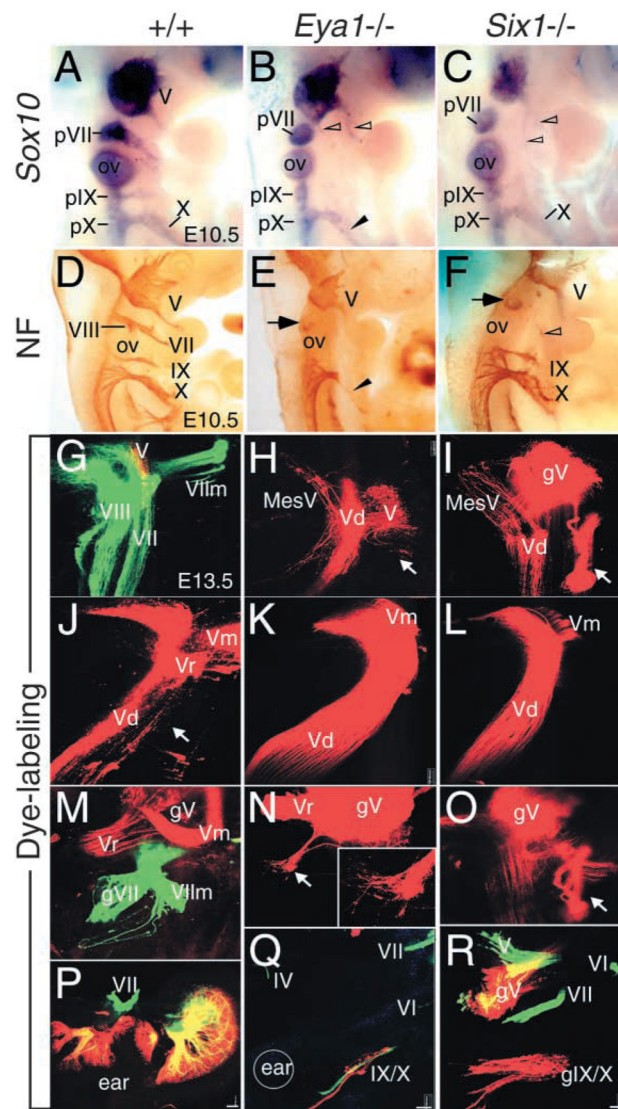 +/+ Eya1-/- Six1-/-
Sox10
A V pVII ov pIX pX X E10.5
B pVII ov pIX pX
C pVII ov pIX pX X
NF
D V VIII ov VII IX X E10.5
E V ov
F V ov IX X
Dye-labeling
G V VIII VII VIIm E13.5
H MesV Vd V
I gV MesV Vd
J Vm Vr Vd
K Vm Vd
L Vm Vd
M gV Vr Vm gVII VIIm
N Vr gV
O gV
P VII ear
Q VII IV VI ear IX/X
R V VI gV VII gIX/X